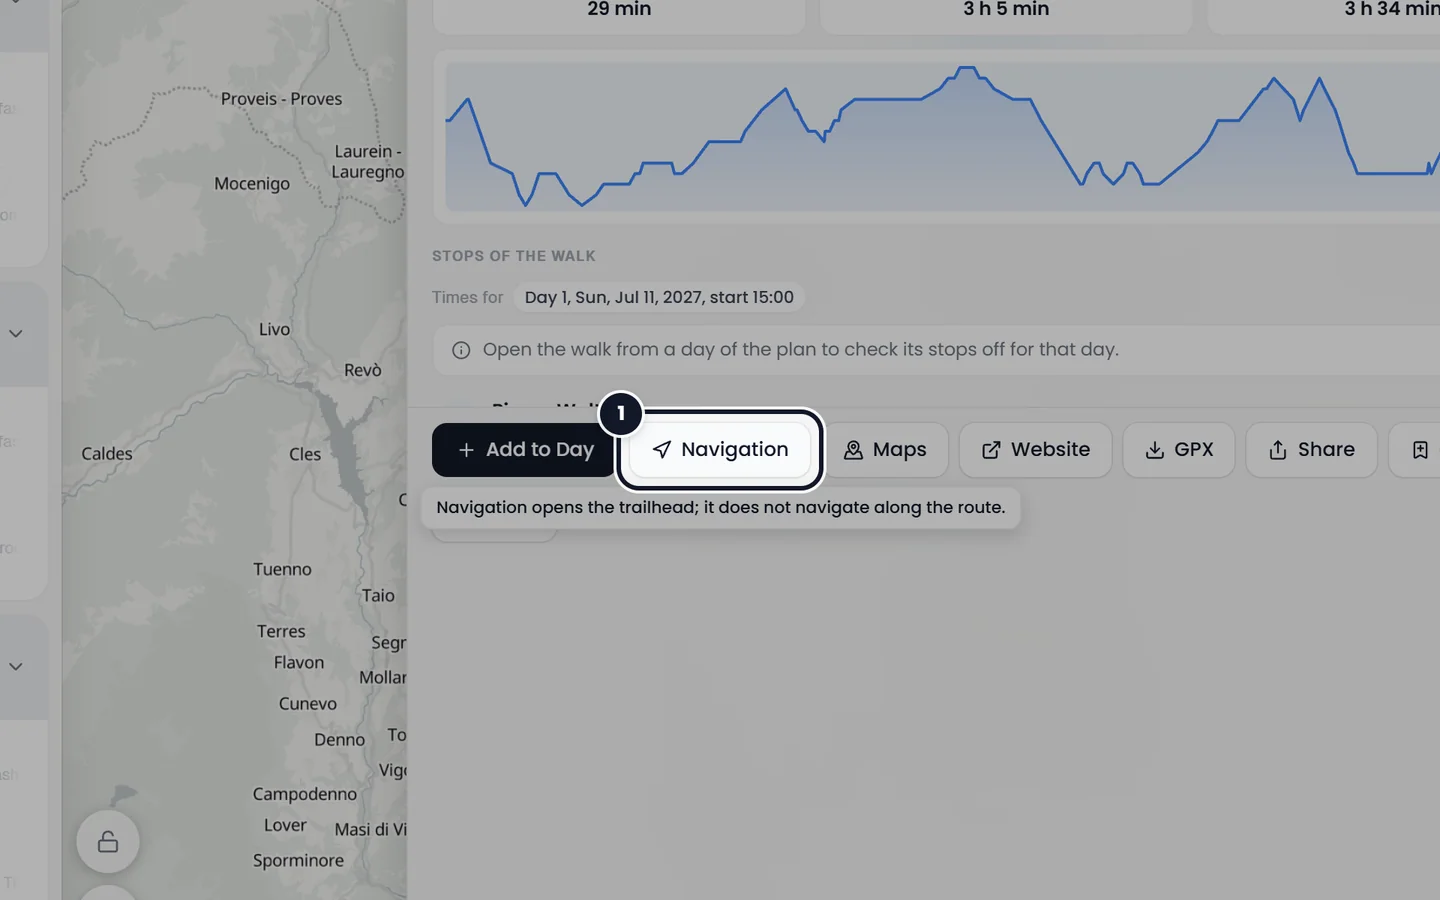 29 min
3 h 5 min
3 h 34 min
Proveis - Proves
Laurein -
Lauregno
Mocenigo
Livo
Revò
Caldes
Cles
Tuenno
Taio
Terres
Flavon
Cunevo
Denno
Campodenno
Lover
Masi di Vi
Sporminore
STOPS OF THE WALK
Times for
Day 1, Sun, Jul 11, 2027, start 15:00
Open the walk from a day of the plan to check its stops off for that day.
1
Add to Day
Navigation
Maps
Website
GPX
Share
Navigation opens the trailhead; it does not navigate along the route.